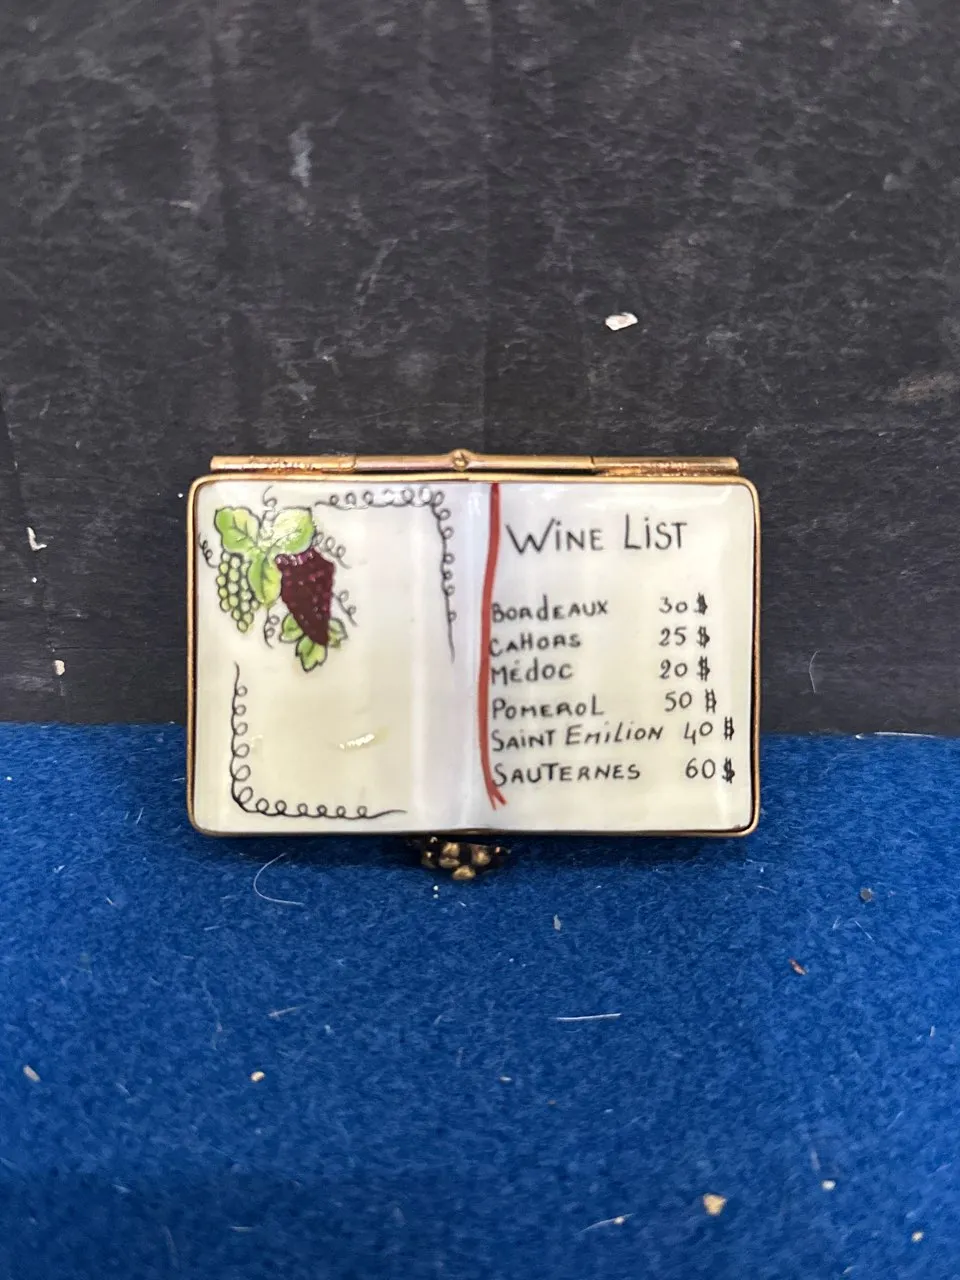 WINE LIST
BORDEAUX 30 $
CAHORS 25 $
MÉDOC 20 $
POMEROL 50 $
SAINT EMILION 40 $
SAUTERNES 60 $